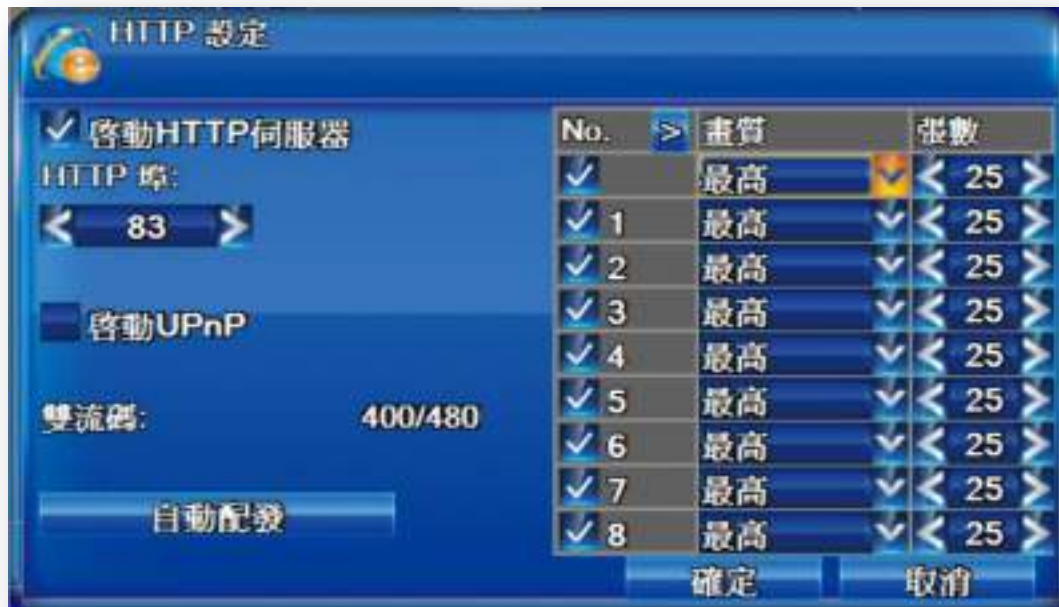 HTTP 設定
啓動HTTP伺服器
HTTP 埠:
83
啓動UPnP
雙流碼: 400/480
自動配發
No. > 畫質 張數
最高 25
1 最高 25
2 最高 25
3 最高 25
4 最高 25
5 最高 25
6 最高 25
7 最高 25
8 最高 25
確定 取消